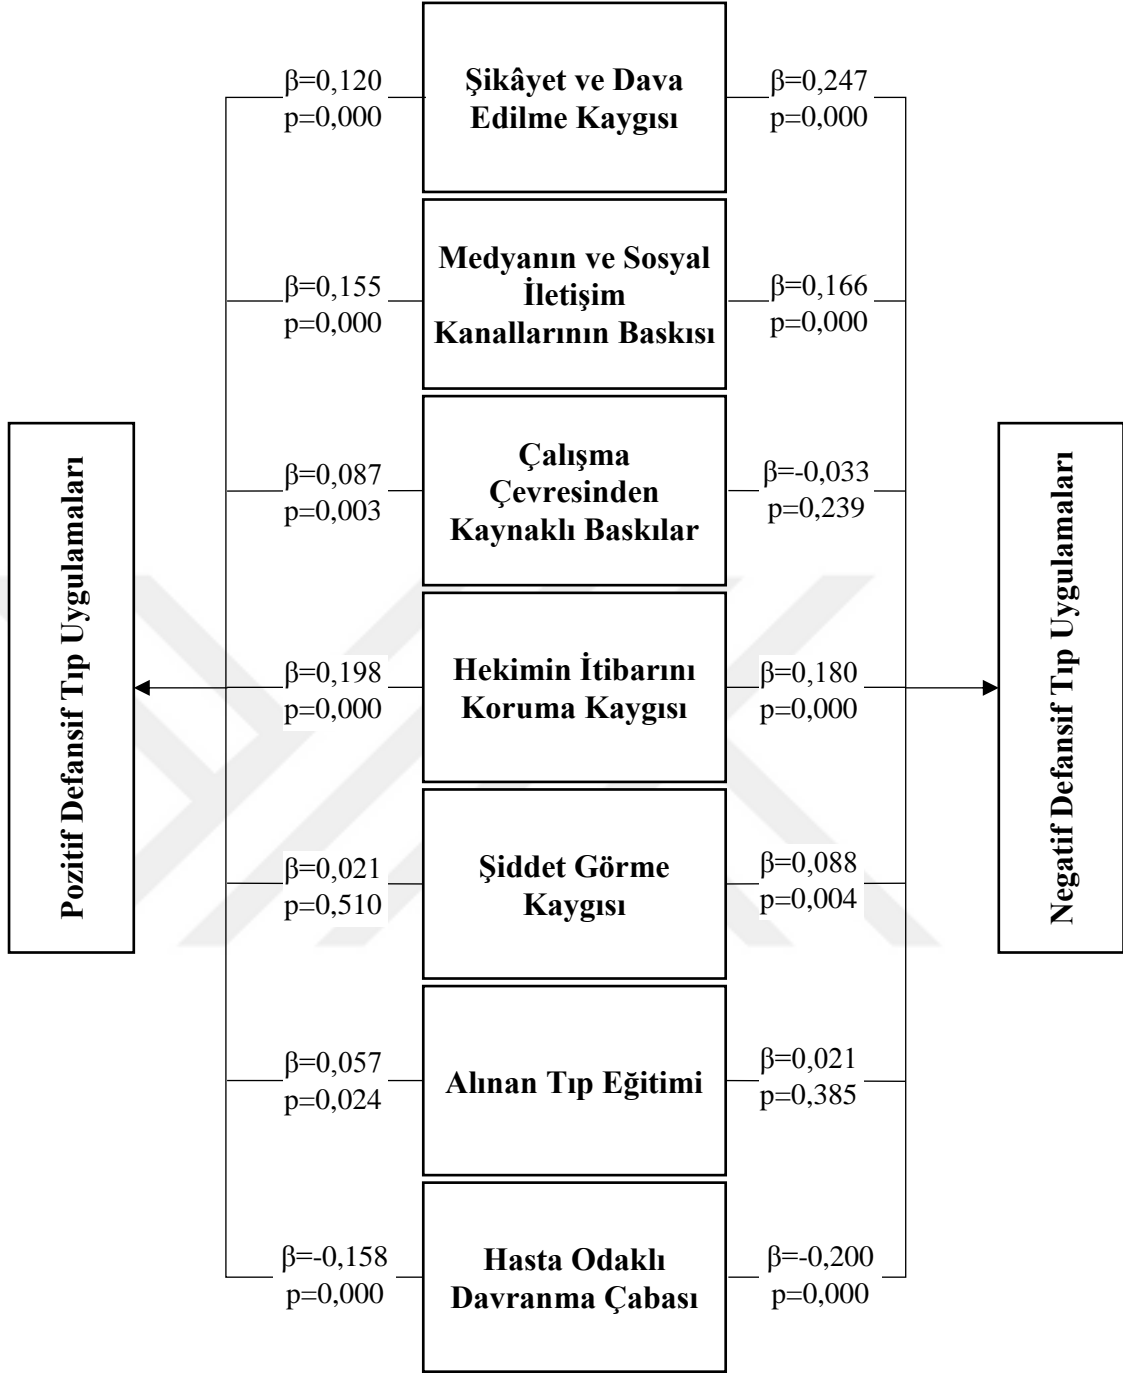 β=0,120
p=0,000
Şikâyet ve Dava
Edilme Kaygısı
β=0,247
p=0,000
β=0,155
p=0,000
Medyanın ve Sosyal
İletişim
Kanallarının Baskısı
β=0,166
p=0,000
β=0,087
p=0,003
Çalışma
Çevresinden
Kaynaklı Baskılar
β=-0,033
p=0,239
Pozitif Defansif Tıp Uygulamaları
β=0,198
p=0,000
Hekimin İtibarını
Koruma Kaygısı
β=0,180
p=0,000
Negatif Defansif Tıp Uygulamaları
β=0,021
p=0,510
Şiddet Görme
Kaygısı
β=0,088
p=0,004
β=0,057
p=0,024
Alınan Tıp Eğitimi
β=0,021
p=0,385
β=-0,158
p=0,000
Hasta Odaklı
Davranma Çabası
β=-0,200
p=0,000